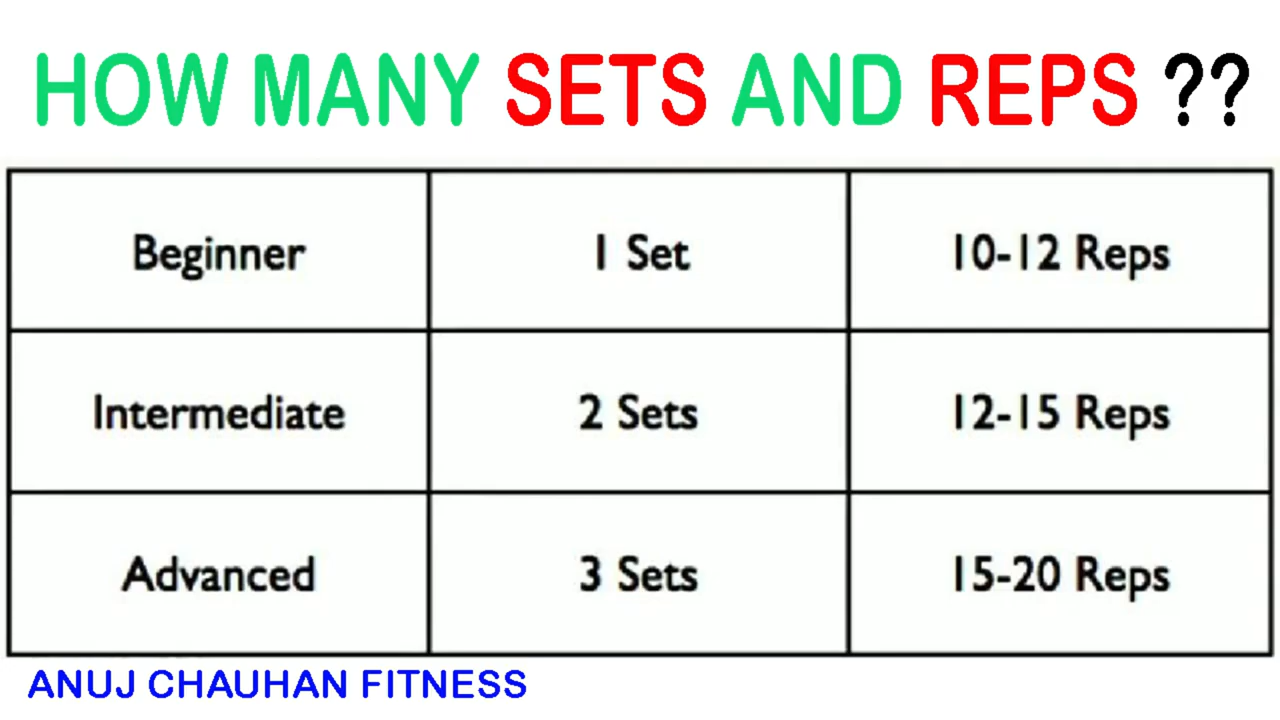 HOW MANY SETS AND REPS ??
Beginner 1 Set 10-12 Reps
Intermediate 2 Sets 12-15 Reps
Advanced 3 Sets 15-20 Reps
ANUJ CHAUHAN FITNESS